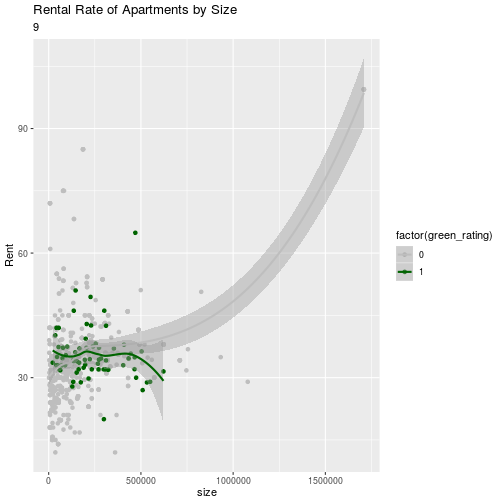 Rental Rate of Apartments by Size
9
90
60
30
Rent
0
500000
1000000
1500000
size
factor(green_rating)
0
1